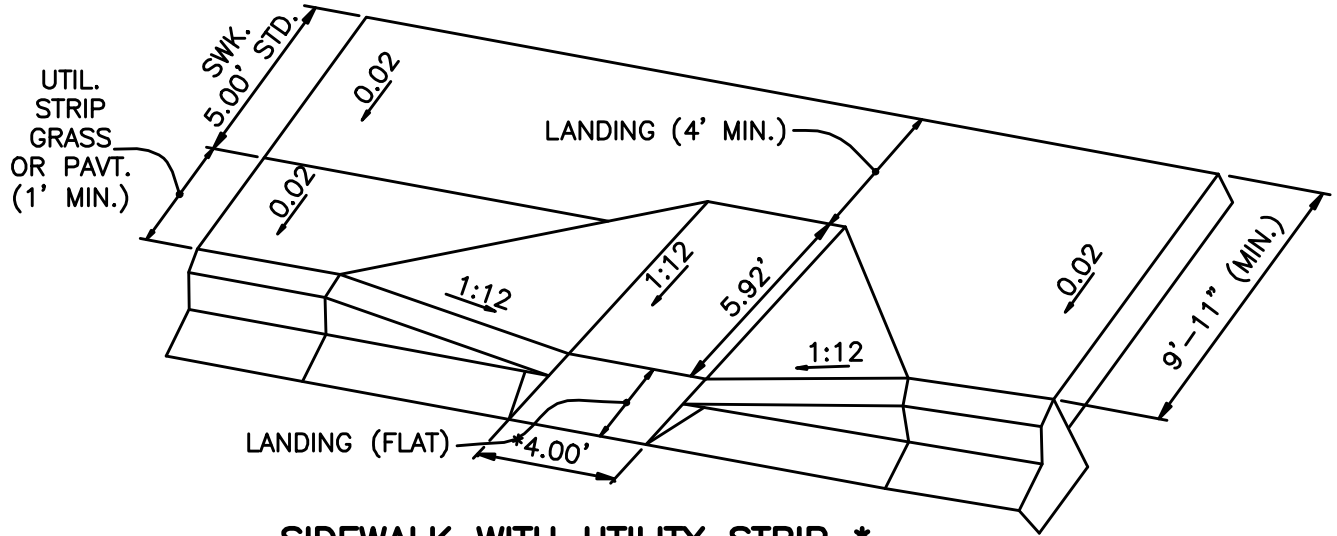 SWK.
5.00' STD.
UTIL.
STRIP
GRASS
OR PAVT.
(1' MIN.)
0.02
0.02
LANDING (4' MIN.)
1:12
1:12
5.92'
1:12
0.02
9'-11" (MIN.)
LANDING (FLAT)
*4.00'
SIDEWALK WITH UTILITY STRIP *